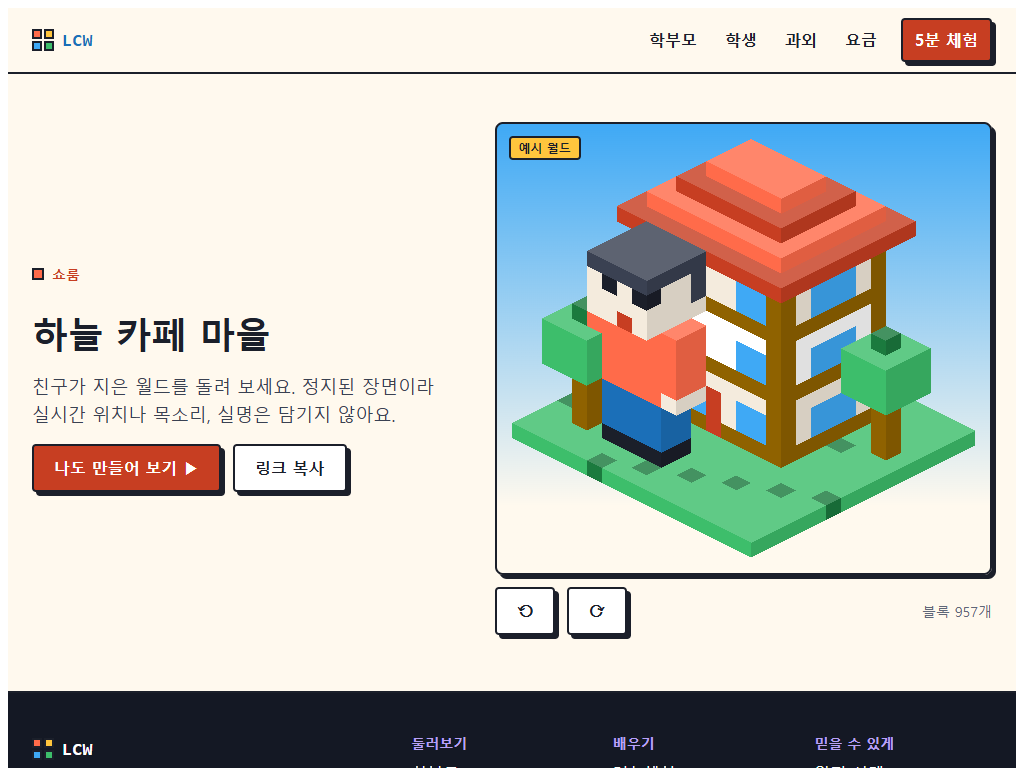 LCW
학부모
학생
과외
요금
5분 체험
예시 월드
쇼룸
하늘 카페 마을
친구가 지은 월드를 돌려 보세요. 정지된 장면이라
실시간 위치나 목소리, 실명은 담기지 않아요.
나도 만들어 보기 ▶
링크 복사
블록 957개
LCW
둘러보기
배우기
믿을 수 있게